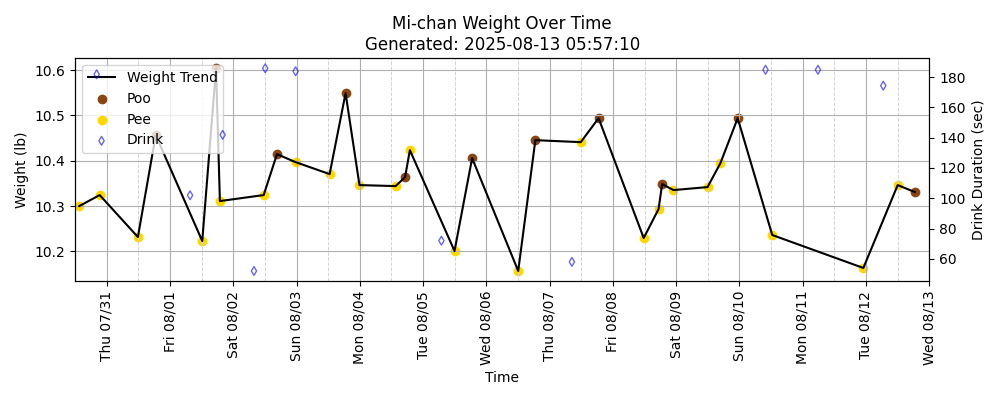 Mi-chan Weight Over Time
Generated: 2025-08-13 05:57:10
Weight (lb)
10.6
10.5
10.4
10.3
10.2
Weight Trend
Poo
Pee
Drink
180
160
140
120
100
80
60
Drink Duration (sec)
Thu 07/31
Fri 08/01
Sat 08/02
Sun 08/03
Mon 08/04
Tue 08/05
Wed 08/06
Thu 08/07
Fri 08/08
Sat 08/09
Sun 08/10
Mon 08/11
Tue 08/12
Wed 08/13
Time